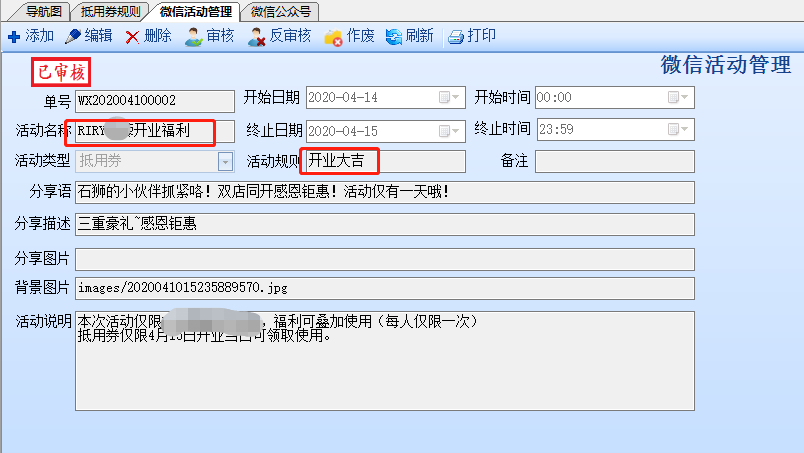 导航图 抵用券规则 微信活动管理 微信公众号
添加 编辑 删除 审核 反审核 作废 刷新 打印
微信活动管理
已审核
单号 WX202004100002 开始日期 2020-04-14 开始时间 00:00
活动名称 RIRY 开业福利 终止日期 2020-04-15 终止时间 23:59
活动类型 抵用券 活动规则 开业大吉 备注
分享语 石狮的小伙伴抓紧咯！双店同开感恩钜惠！活动仅有一天哦！
分享描述 三重豪礼~感恩钜惠
分享图片
背景图片 images/2020041015235889570.jpg
活动说明 本次活动仅限 ，福利可叠加使用（每人仅限一次）
抵用券仅限4月15日开业当日可领取使用。